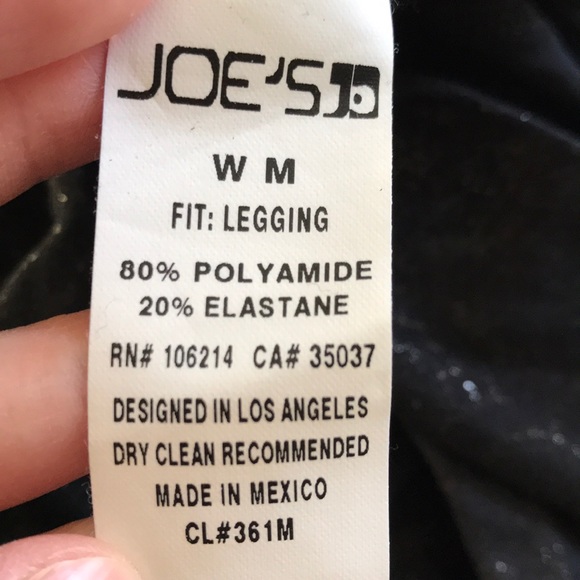 JOE'S
W M
FIT: LEGGING
80% POLYAMIDE
20% ELASTANE
RN# 106214 CA# 35037
DESIGNED IN LOS ANGELES
DRY CLEAN RECOMMENDED
MADE IN MEXICO
CL#361M